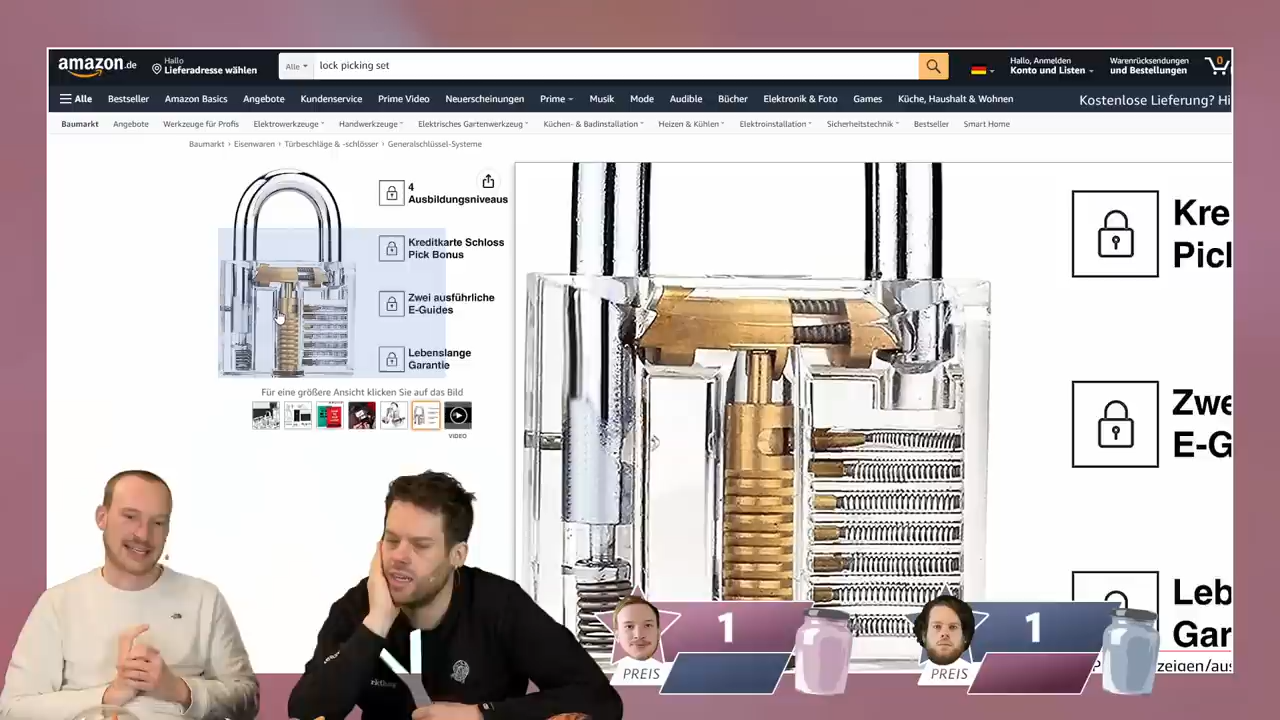 amazon.de
Hallo
Lieferadresse wählen
Alle
lock picking set
Hallo, Anmelden
Konto und Listen
Warenrücksendungen
und Bestellungen
0
Alle
Bestseller
Amazon Basics
Angebote
Kundenservice
Prime Video
Neuerscheinungen
Prime
Musik
Mode
Audible
Bücher
Elektronik & Foto
Games
Küche, Haushalt & Wohnen
Kostenlose Lieferung? Hi
Baumarkt
Angebote
Werkzeuge für Profis
Elektrowerkzeuge
Handwerkzeuge
Elektrisches Gartenwerkzeug
Küchen- & Badinstallation
Heizen & Kühlen
Elektroinstallation
Sicherheitstechnik
Bestseller
Smart Home
Baumarkt › Eisenwaren › Türbeschläge & -schlösser › Generalschlüssel-Systeme
4
Ausbildungsniveaus
Kreditkarte Schloss
Pick Bonus
Zwei ausführliche
E-Guides
Lebenslange
Garantie
Für eine größere Ansicht klicken Sie auf das Bild
VIDEO
Kre
Pick
Zwe
E-G
Leb
Gar
zeigen/aus
1
PREIS
1
PREIS